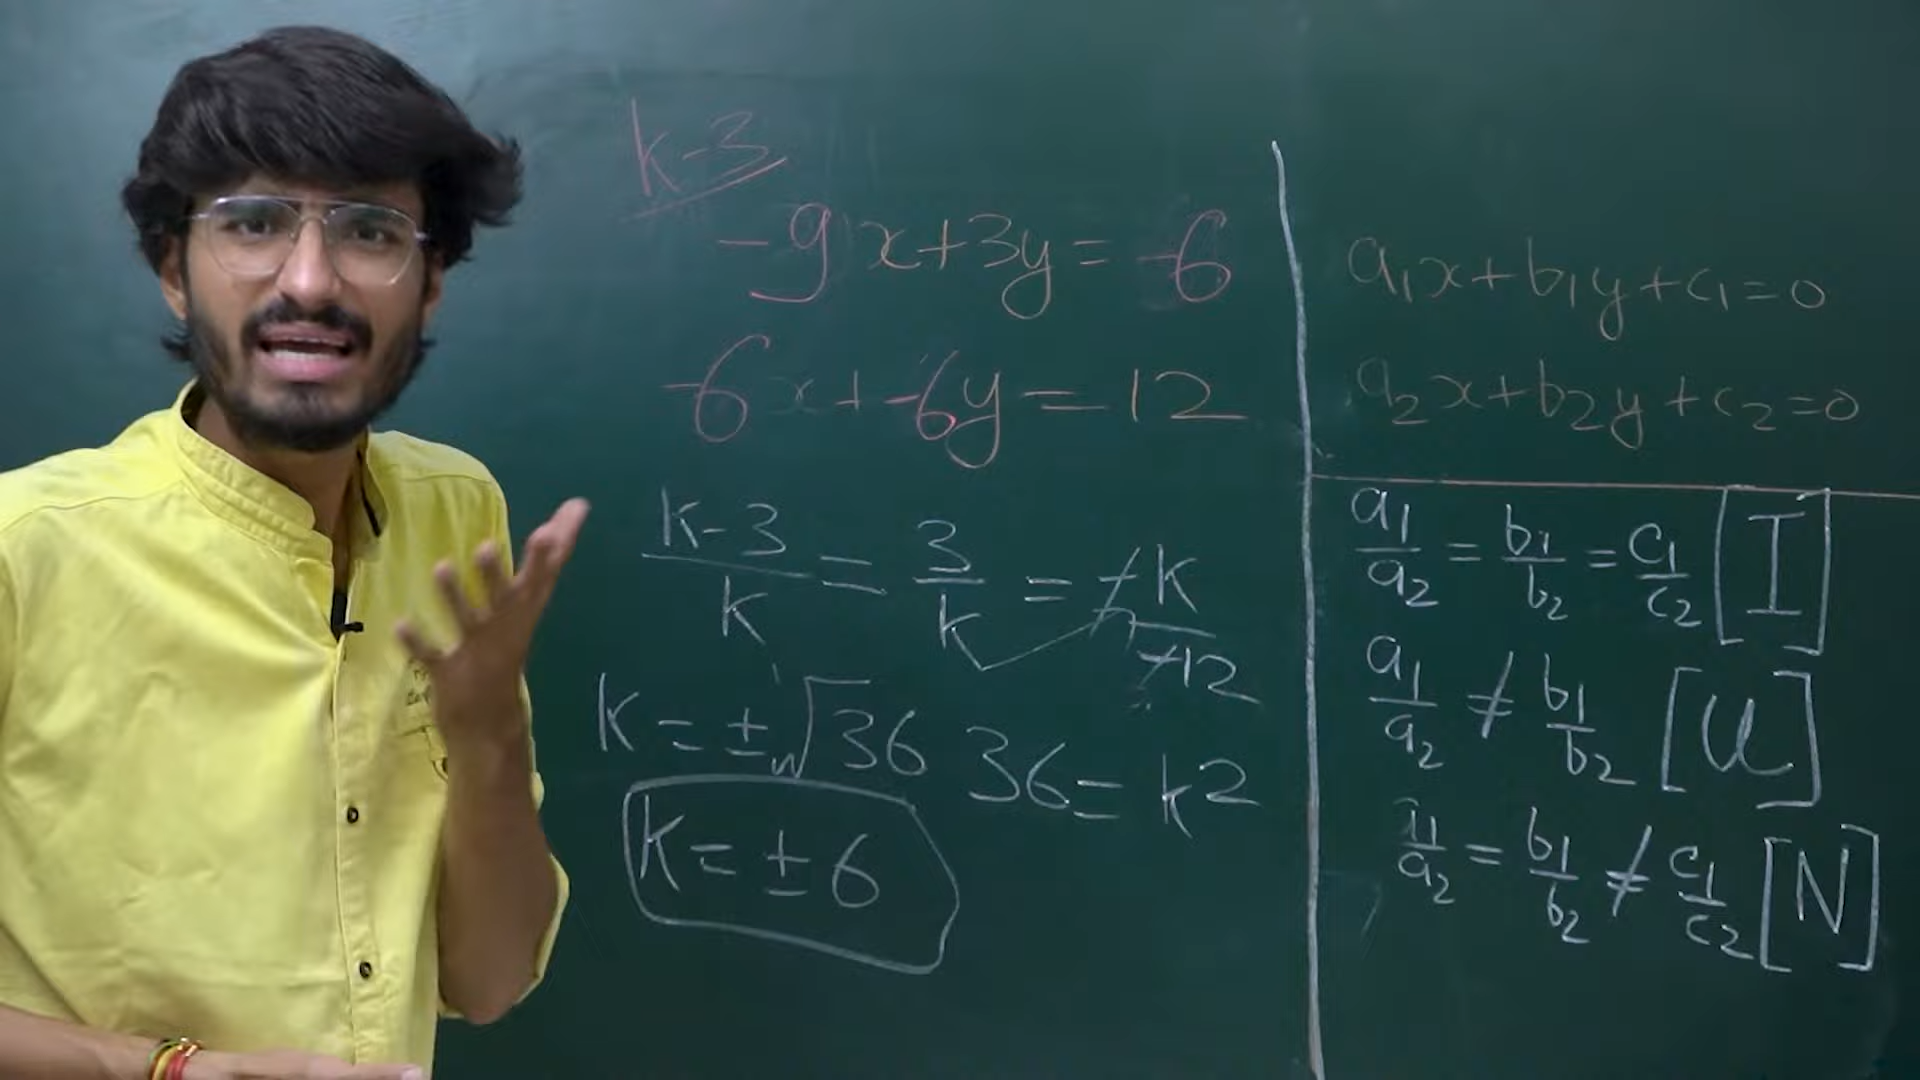 k-3
-9x+3y=-6
-6x+-6y=12
k-3/k = 3/k = -k/-12
k=±√36 36=k2
k=±6
a1x+b1y+c1=0
a2x+b2y+c2=0
a1/a2 = b1/b2 = c1/c2 [I]
a1/a2 ≠ b1/b2 [U]
a1/a2 = b1/b2 ≠ c1/c2 [N]